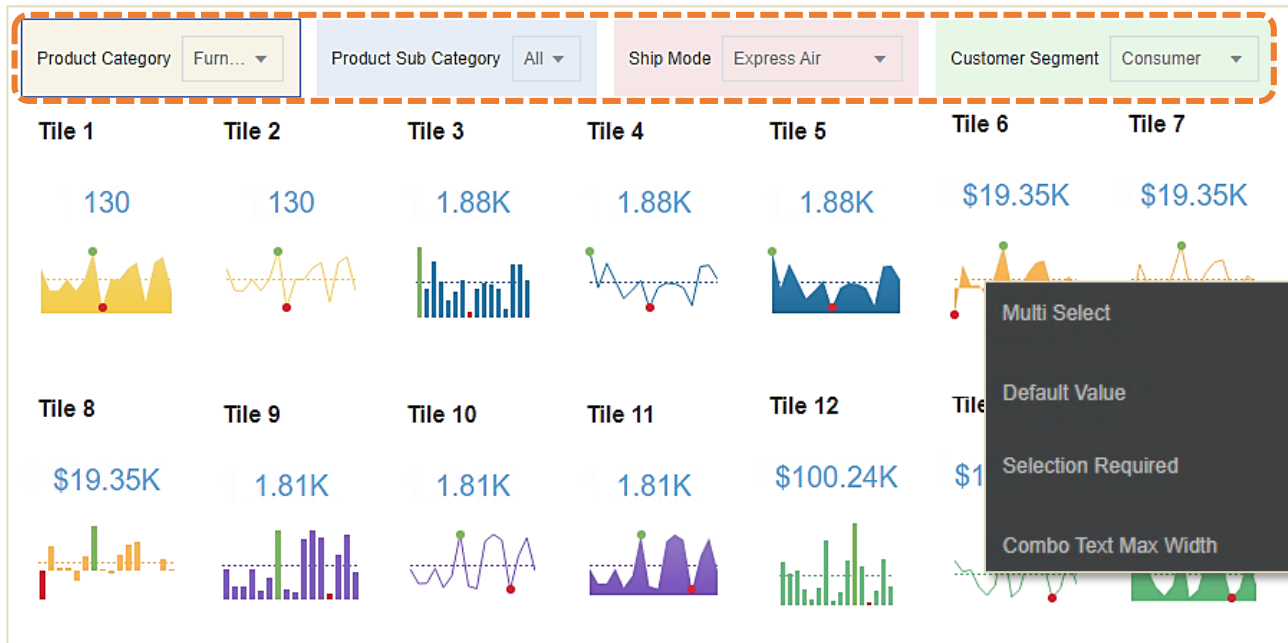 Product Category Furn... Product Sub Category All Ship Mode Express Air Customer Segment Consumer
Tile 1 Tile 2 Tile 3 Tile 4 Tile 5 Tile 6 Tile 7
130 130 1.88K 1.88K 1.88K $19.35K $19.35K
Multi Select
Default Value
Tile 8 Tile 9 Tile 10 Tile 11 Tile 12
Selection Required
$19.35K 1.81K 1.81K 1.81K $100.24K
Combo Text Max Width